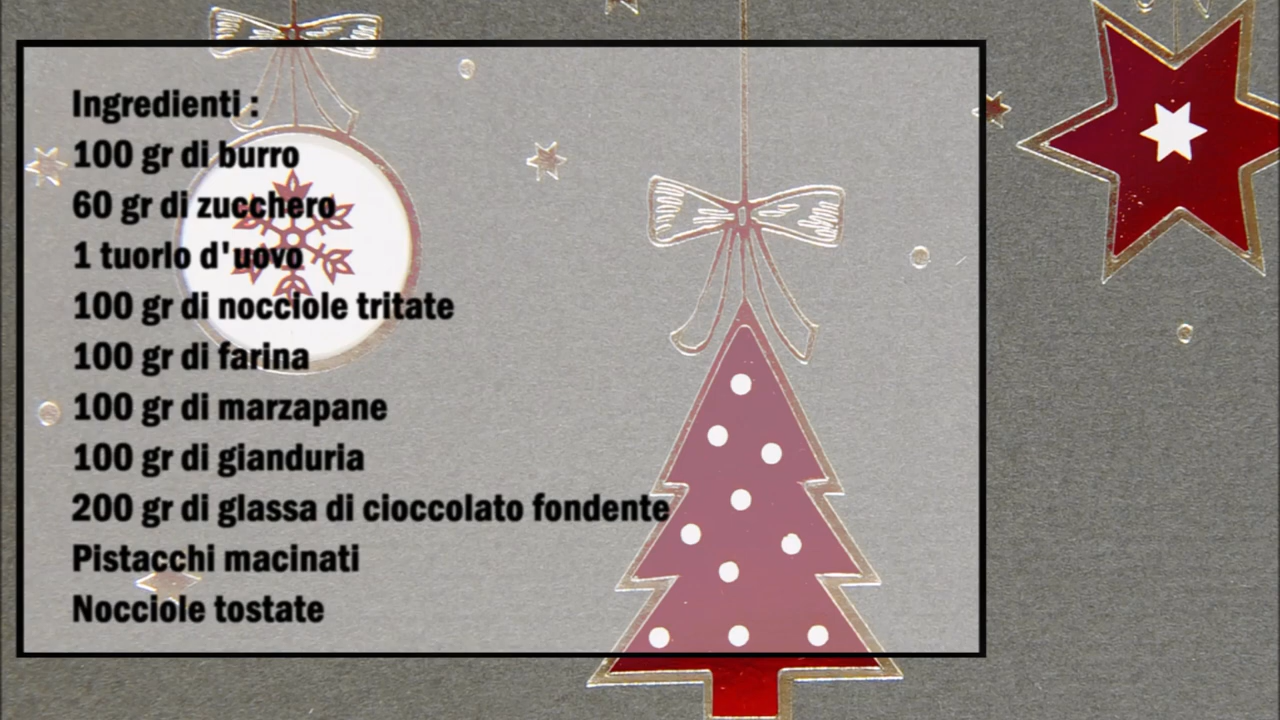 Ingredienti :
100 gr di burro
60 gr di zucchero
1 tuorlo d'uovo
100 gr di nocciole tritate
100 gr di farina
100 gr di marzapane
100 gr di gianduria
200 gr di glassa di cioccolato fondente
Pistacchi macinati
Nocciole tostate